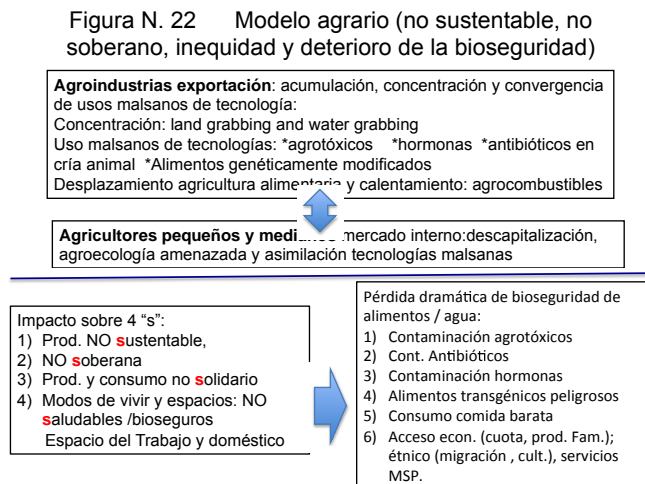 Figura N. 22 Modelo agrario (no sustentable, no
soberano, inequidad y deterioro de la bioseguridad)
Agroindustrias exportación: acumulación, concentración y convergencia
de usos malsanos de tecnología:
Concentración: land grabbing and water grabbing
Uso malsanos de tecnologías: *agrotóxicos *hormonas *antibióticos en
cría animal *Alimentos genéticamente modificados
Desplazamiento agricultura alimentaria y calentamiento: agrocombustibles
Agricultores pequeños y medianos mercado interno:descapitalización,
agroecología amenazada y asimilación tecnologías malsanas
Impacto sobre 4 “s”:
1) Prod. NO sustentable,
2) NO soberana
3) Prod. y consumo no solidario
4) Modos de vivir y espacios: NO
saludables /bioseguros
Espacio del Trabajo y doméstico
Pérdida dramática de bioseguridad de
alimentos / agua:
1) Contaminación agrotóxicos
2) Cont. Antibióticos
3) Contaminación hormonas
4) Alimentos transgénicos peligrosos
5) Consumo comida barata
6) Acceso econ. (cuota, prod. Fam.);
étnico (migración , cult.), servicios
MSP.